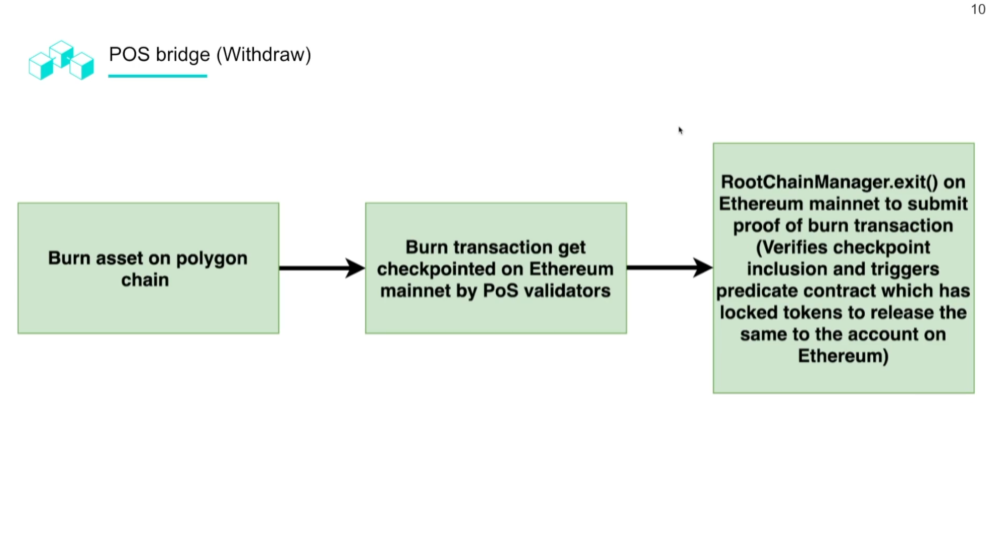 10
POS bridge (Withdraw)
Burn asset on polygon
chain
Burn transaction get
checkpointed on Ethereum
mainnet by PoS validators
RootChainManager.exit() on
Ethereum mainnet to submit
proof of burn transaction
(Verifies checkpoint
inclusion and triggers
predicate contract which has
locked tokens to release the
same to the account on
Ethereum)